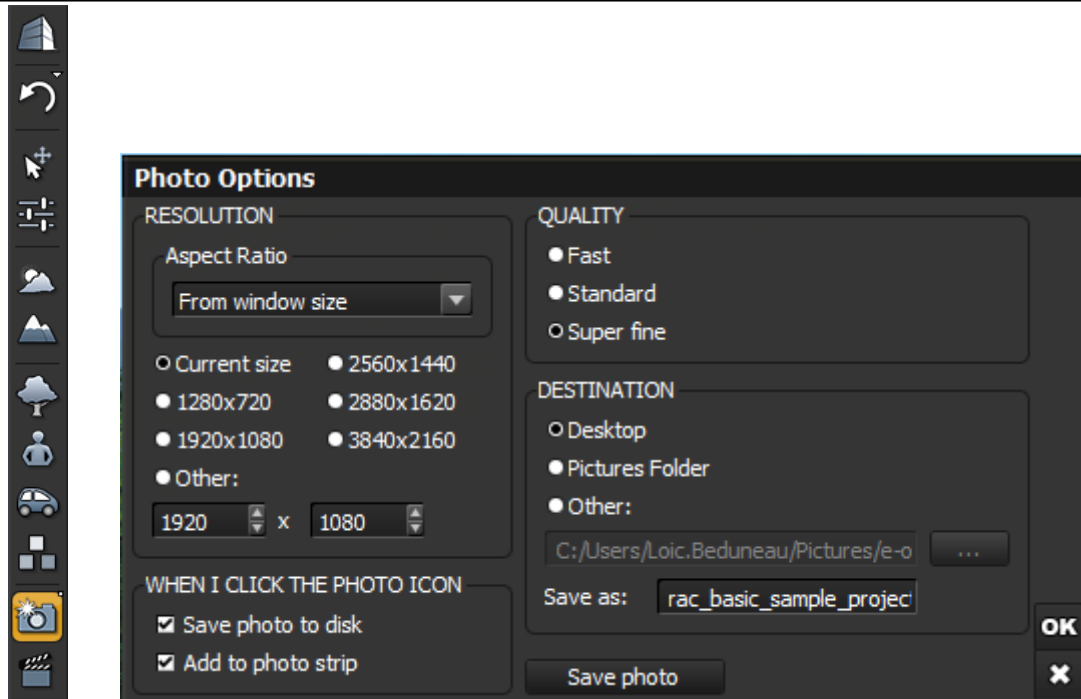 Photo Options
RESOLUTION
Aspect Ratio
From window size
Current size
2560x1440
1280x720
2880x1620
1920x1080
3840x2160
Other:
1920 x 1080
WHEN I CLICK THE PHOTO ICON
Save photo to disk
Add to photo strip
QUALITY
Fast
Standard
Super fine
DESTINATION
Desktop
Pictures Folder
Other:
C:/Users/Loic.Beduneau/Pictures/e-o
...
Save as: rac_basic_sample_project
Save photo
OK